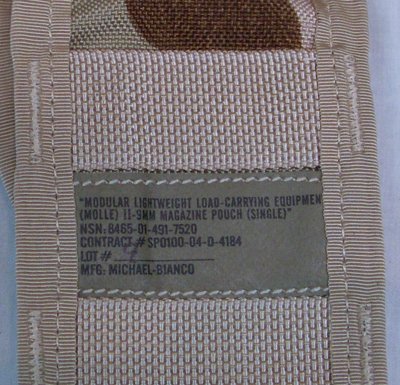 "MODULAR LIGHTWEIGHT LOAD-CARRYING EQUIPMEN
(MOLLE) II-9MM MAGAZINE POUCH (SINGLE)"
NSN: 8465-01-491-7520
CONTRACT# SP0100-04-D-4184
LOT#
MFG: MICHAEL-BIANCO